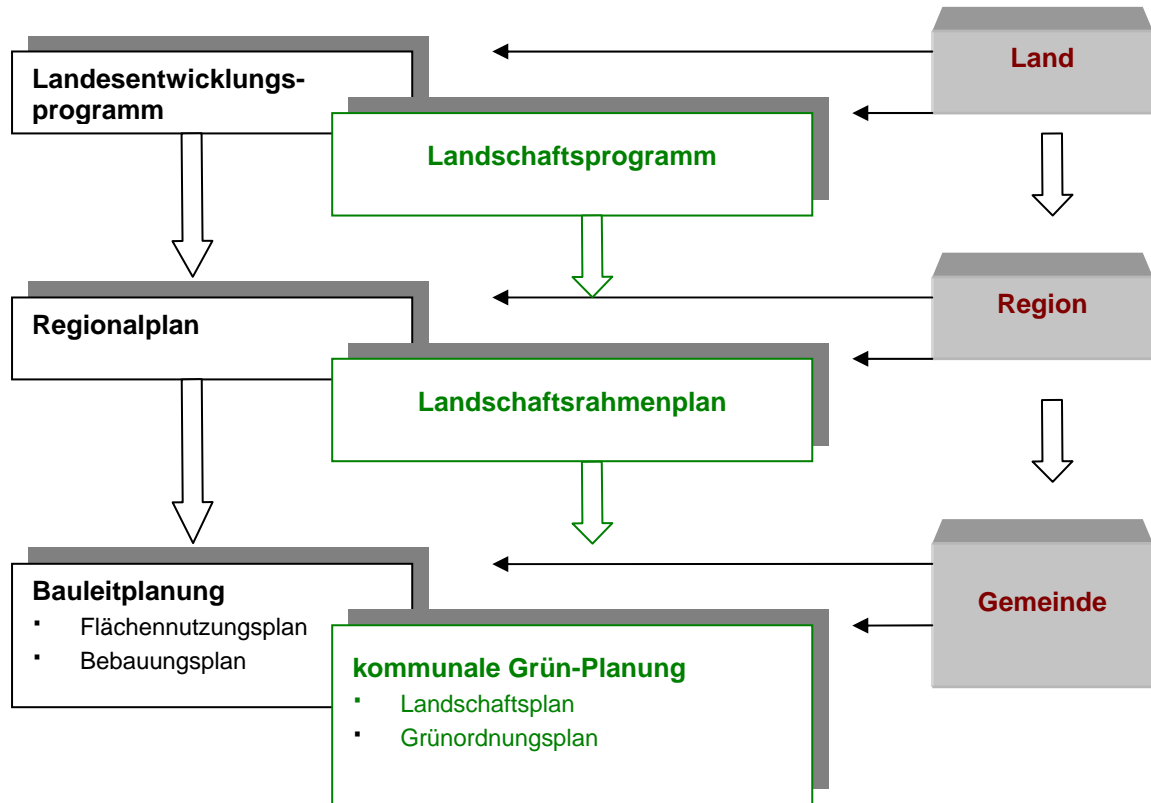 Landesentwicklungs-
programm
Landschaftsprogramm
Land
Regionalplan
Landschaftsrahmenplan
Region
Bauleitplanung
▪ Flächennutzungsplan
▪ Bebauungsplan
kommunale Grün-Planung
▪ Landschaftsplan
▪ Grünordnungsplan
Gemeinde